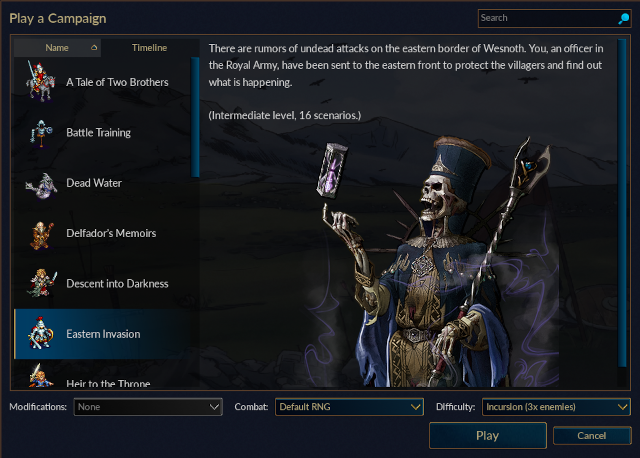 Play a Campaign
Search
Name
Timeline
A Tale of Two Brothers
Battle Training
Dead Water
Delfador's Memoirs
Descent into Darkness
Eastern Invasion
Heir to the Throne
There are rumors of undead attacks on the eastern border of Wesnoth. You, an officer in
the Royal Army, have been sent to the eastern front to protect the villagers and find out
what is happening.
(Intermediate level, 16 scenarios.)
Modifications:
None
Combat:
Default RNG
Difficulty:
Incursion (3x enemies)
Play
Cancel